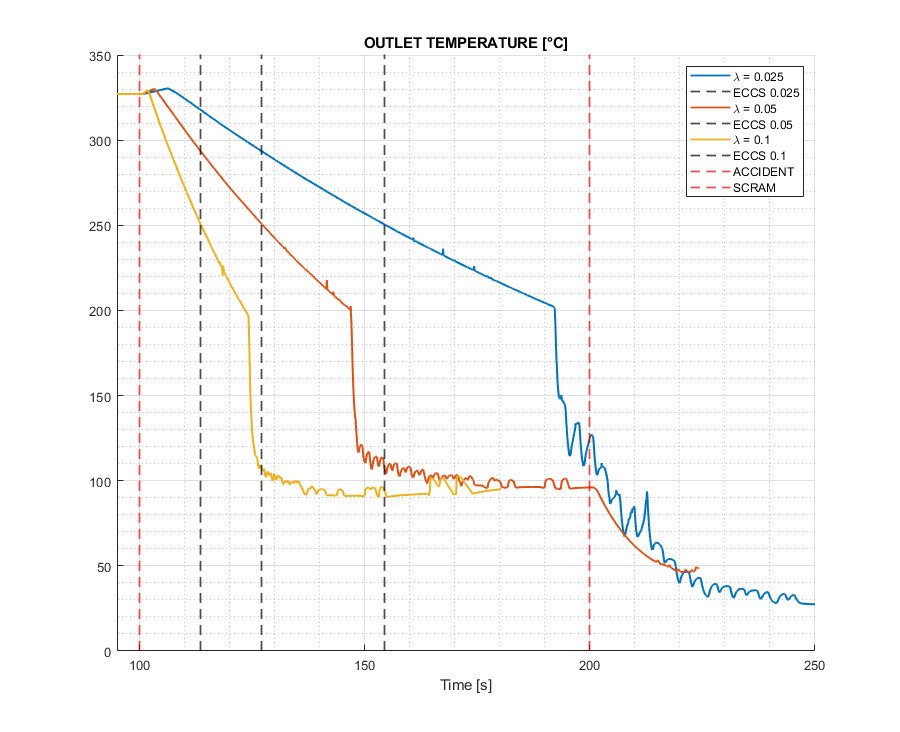 OUTLET TEMPERATURE [°C]
350
300
250
200
150
100
50
0
λ = 0.025
ECCS 0.025
λ = 0.05
ECCS 0.05
λ = 0.1
ECCS 0.1
ACCIDENT
SCRAM
100
150
200
250
Time [s]